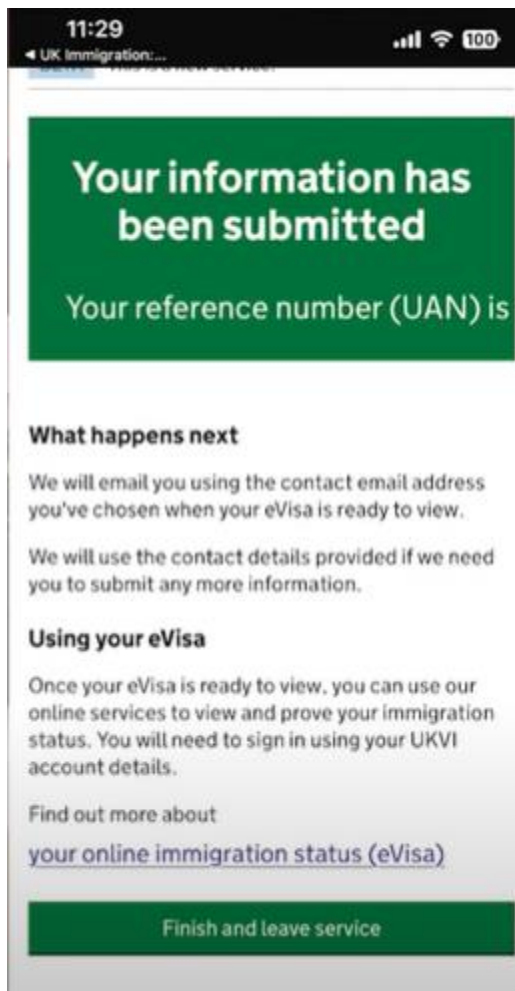 11:29
100
◀ UK Immigration:...
Your information has
been submitted
Your reference number (UAN) is
What happens next
We will email you using the contact email address
you've chosen when your eVisa is ready to view.
We will use the contact details provided if we need
you to submit any more information.
Using your eVisa
Once your eVisa is ready to view, you can use our
online services to view and prove your immigration
status. You will need to sign in using your UKVI
account details.
Find out more about
your online immigration status (eVisa)
Finish and leave service